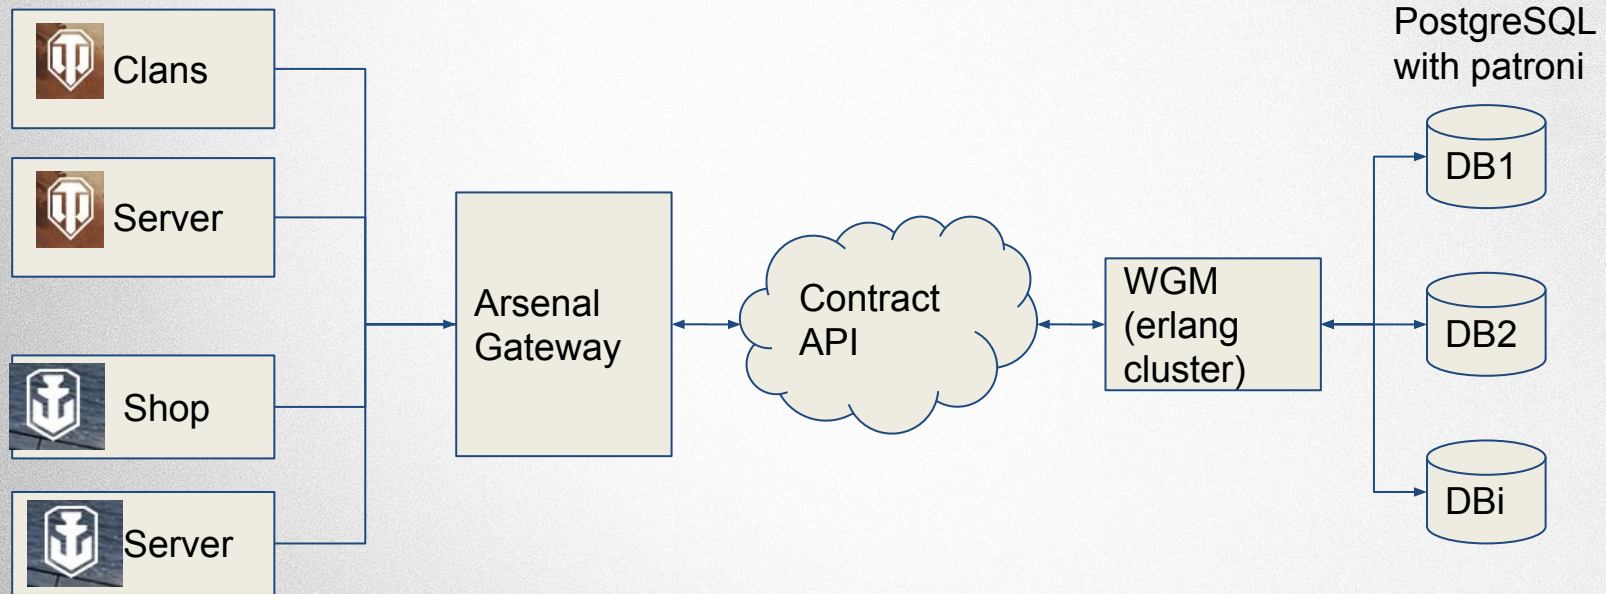 PostgreSQL
with patroni
Clans
Server
Shop
Server
Arsenal
Gateway
Contract
API
WGM
(erlang
cluster)
DB1
DB2
DBi